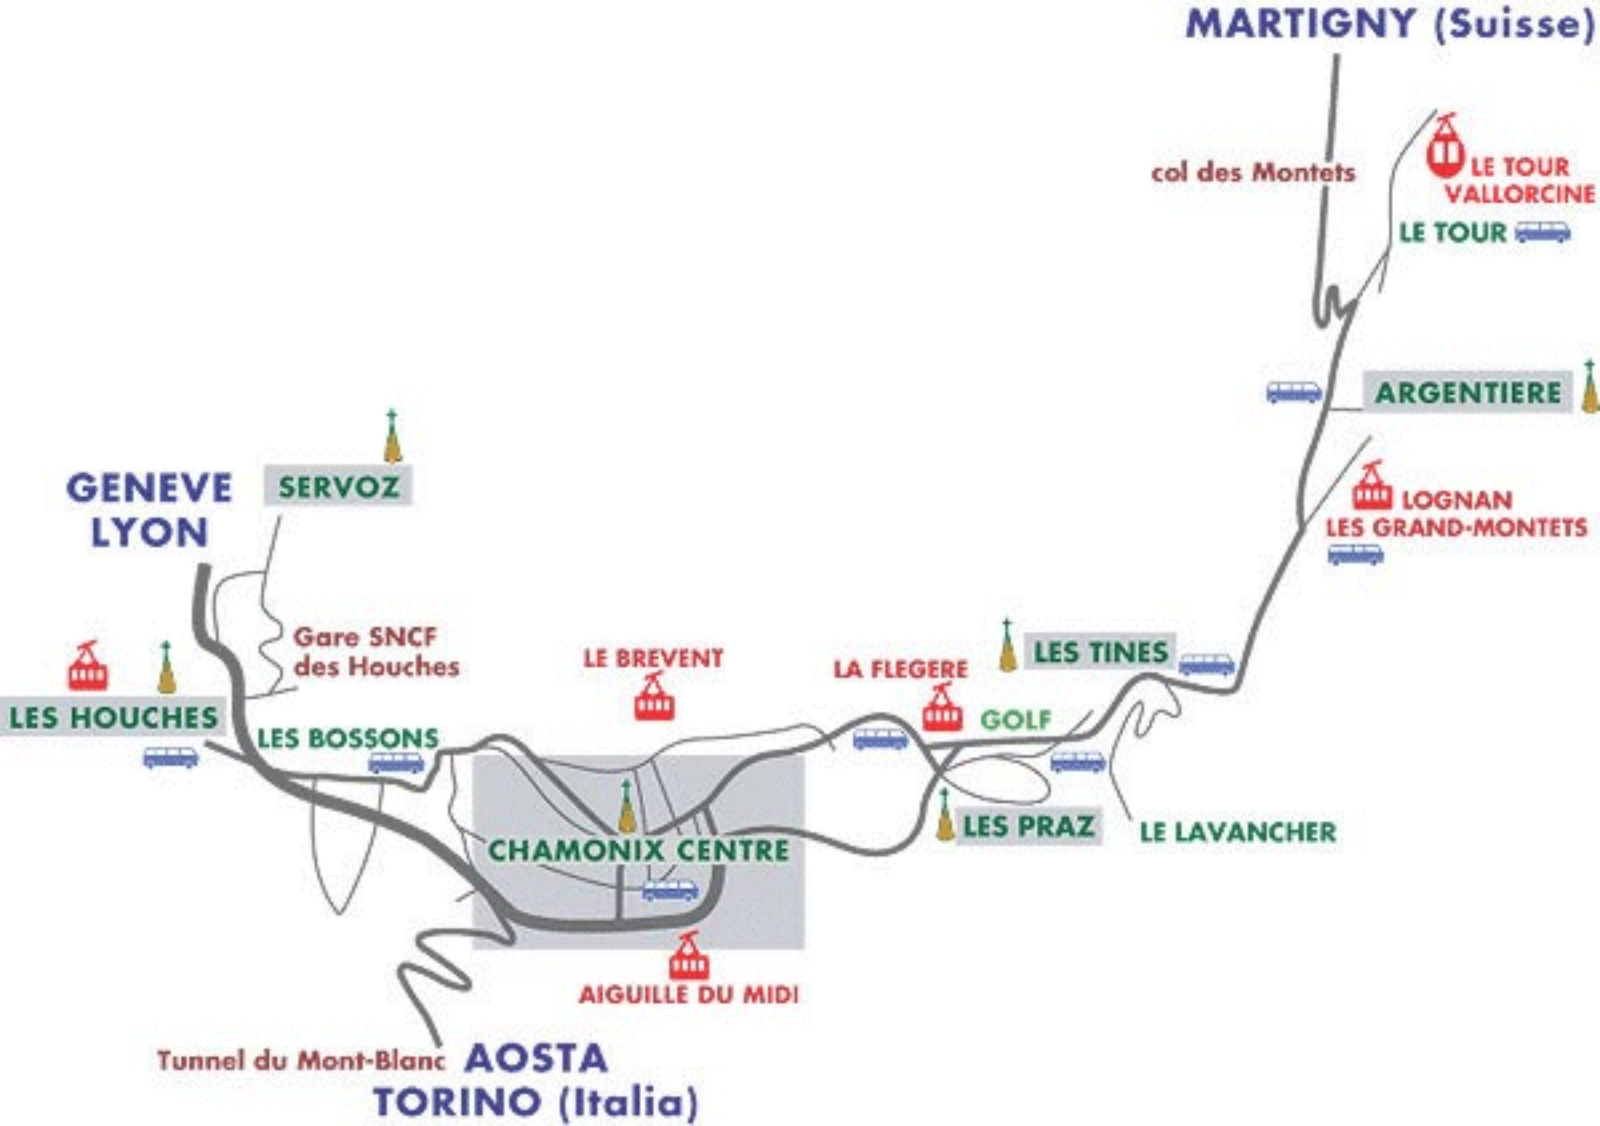 MARTIGNY (Suisse)
col des Montets
LE TOUR
VALLORCINE
LE TOUR
ARGENTIERE
GENEVE
LYON
SERVOZ
LOGNAN
LES GRAND-MONTETS
Gare SNCF
des Houches
LES HOUCHES
LES BOSSONS
LE BREVENT
LA FLEGERE
LES TINES
GOLF
CHAMONIX CENTRE
LES PRAZ
LE LAVANCHER
AIGUILLE DU MIDI
Tunnel du Mont-Blanc
AOSTA
TORINO (Italia)